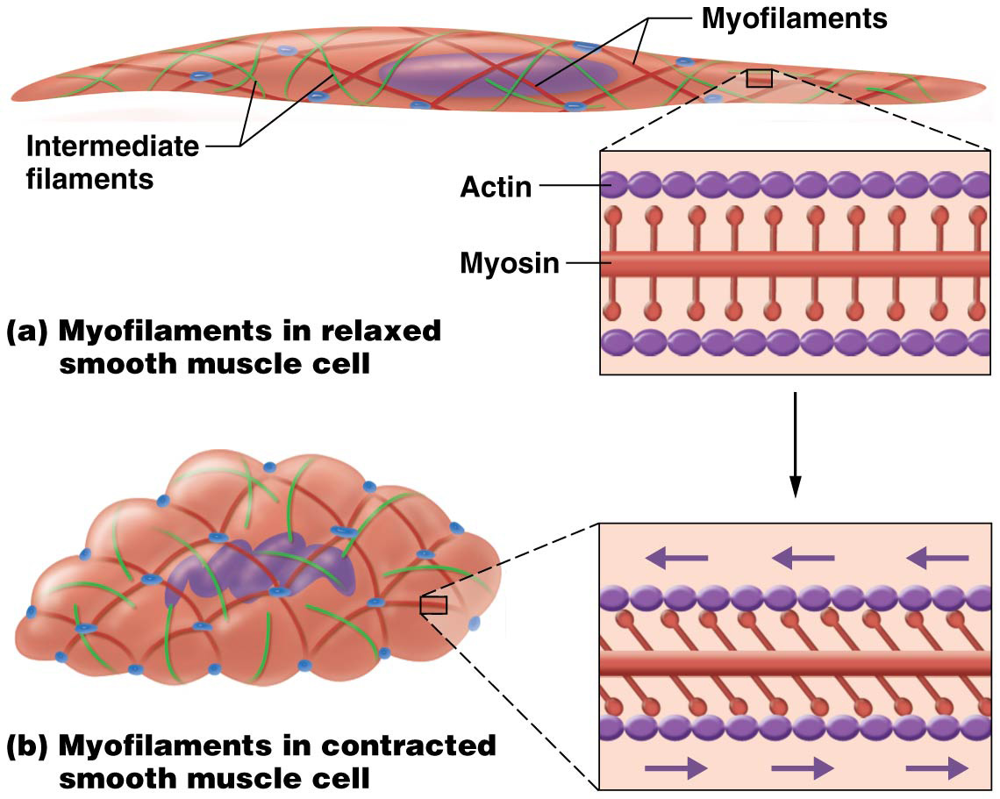 Myofilaments
Intermediate
filaments
Actin
Myosin
(a) Myofilaments in relaxed
smooth muscle cell
(b) Myofilaments in contracted
smooth muscle cell